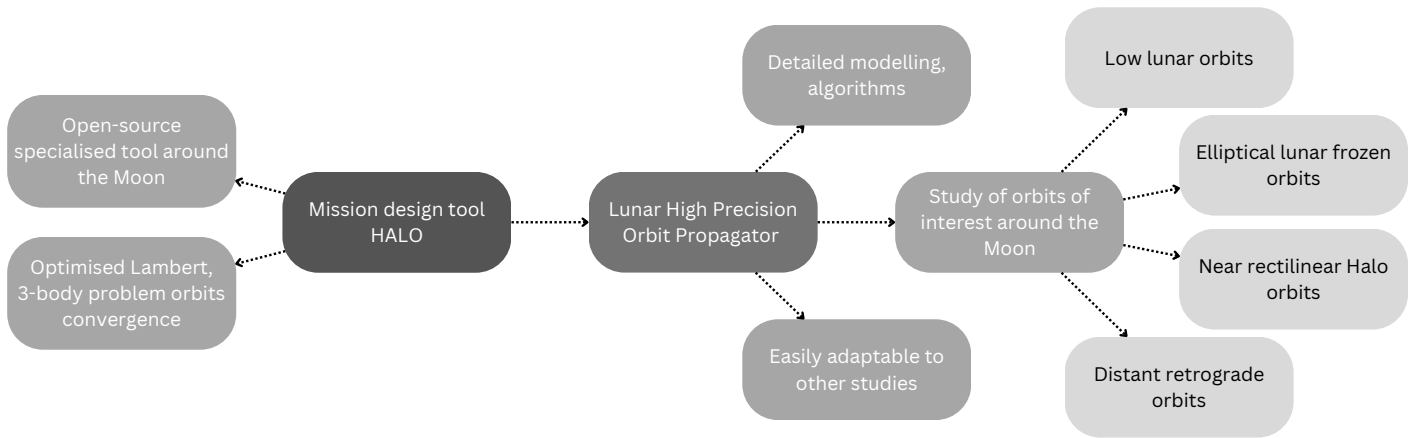 Open-source
specialised tool around
the Moon
Optimised Lambert,
3-body problem orbits
convergence
Mission design tool
HALO
Lunar High Precision
Orbit Propagator
Detailed modelling,
algorithms
Easily adaptable to
other studies
Study of orbits of
interest around the
Moon
Low lunar orbits
Elliptical lunar frozen
orbits
Near rectilinear Halo
orbits
Distant retrograde
orbits